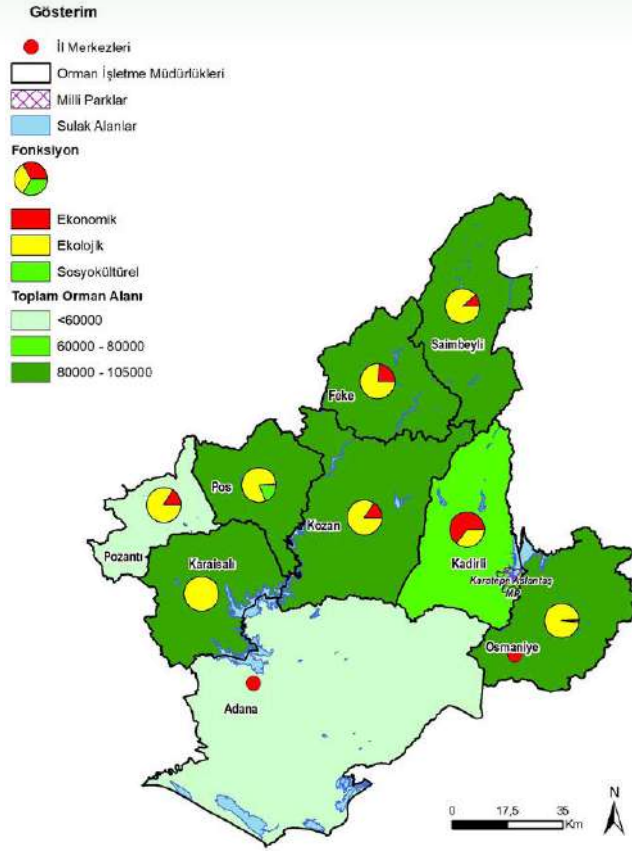 Gösterim
İl Merkezleri
Orman İşletme Müdürlükleri
Milli Parklar
Sulak Alanlar
Fonksiyon
Ekonomik
Ekolojik
Sosyokültürel
Toplam Orman Alanı
<60000
60000 - 80000
80000 - 105000
Saimbeyli
Feke
Pos
Kozan
Pozantı
Karaisalı
Kadirli
Karatepe Aslantaş
MP
Osmaniye
Adana
N
0 17,5 35
Km